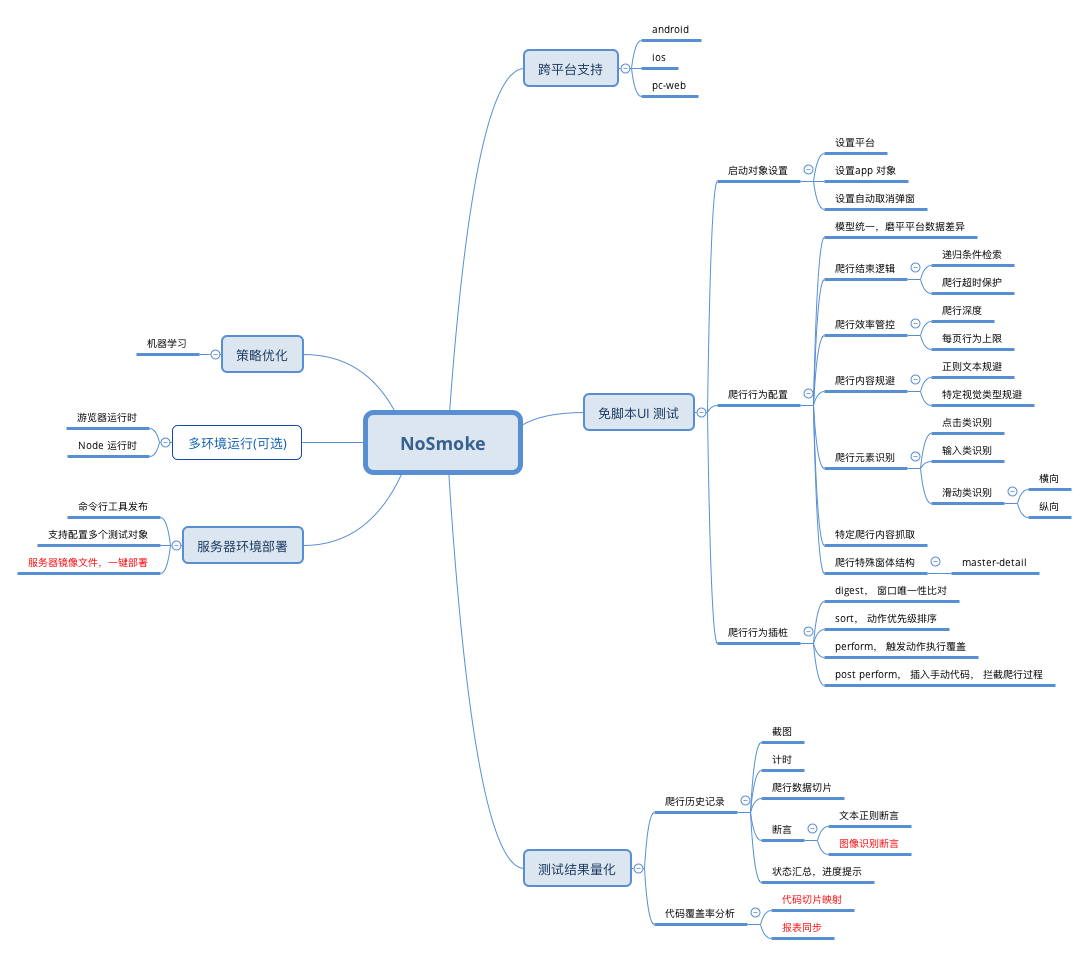 NoSmoke
跨平台支持
android
ios
pc-web
免脚本UI 测试
启动对象设置
设置平台
设置app 对象
设置自动取消弹窗
爬行行为配置
模型统一，磨平平台数据差异
爬行结束逻辑
递归条件检索
爬行超时保护
爬行效率管控
爬行深度
每页行为上限
爬行内容规避
正则文本规避
特定视觉类型规避
爬行元素识别
点击类识别
输入类识别
滑动类识别
横向
纵向
特定爬行内容抓取
爬行特殊窗体结构
master-detail
爬行行为插桩
digest， 窗口唯一性比对
sort， 动作优先级排序
perform， 触发动作执行覆盖
post perform， 插入手动代码， 拦截爬行过程
测试结果量化
爬行历史记录
截图
计时
爬行数据切片
断言
文本正则断言
图像识别断言
状态汇总，进度提示
代码覆盖率分析
代码切片映射
报表同步
策略优化
机器学习
多环境运行(可选)
游览器运行时
Node 运行时
服务器环境部署
命令行工具发布
支持配置多个测试对象
服务器镜像文件，一键部署